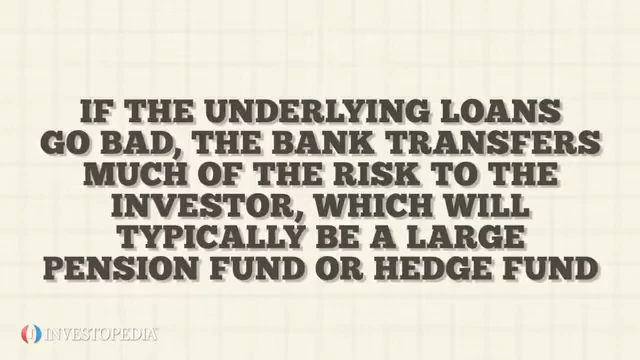 IF THE UNDERLYING LOANS
GO BAD, THE BANK TRANSFERS
MUCH OF THE RISK TO THE
INVESTOR, WHICH WILL
TYPICALLY BE A LARGE
PENSION FUND OR HEDGE FUND
INVESTOPEDIA